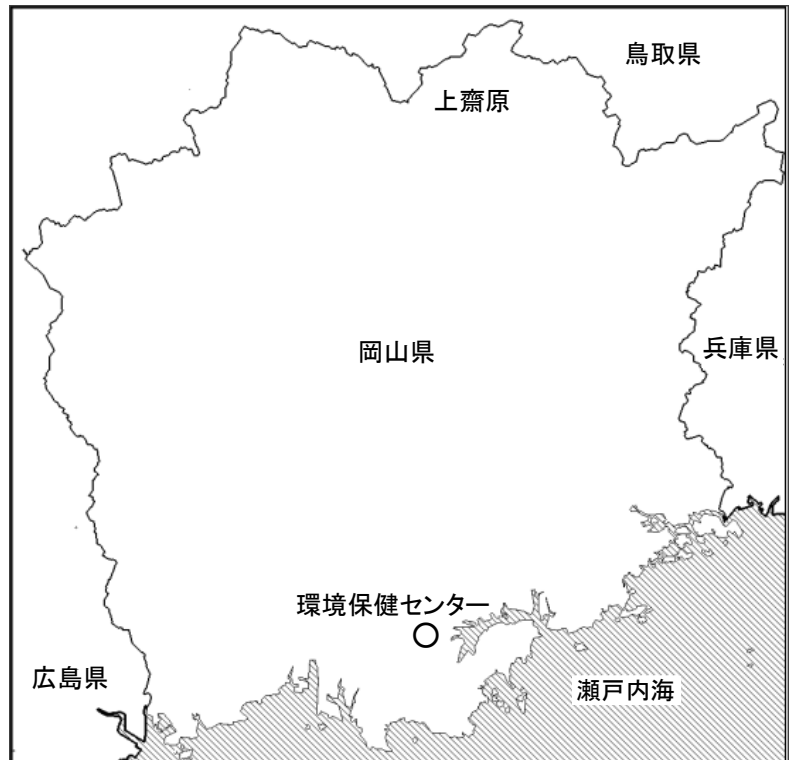 鳥取県
上齋原
岡山県
兵庫県
環境保健センター
広島県
瀬戸内海